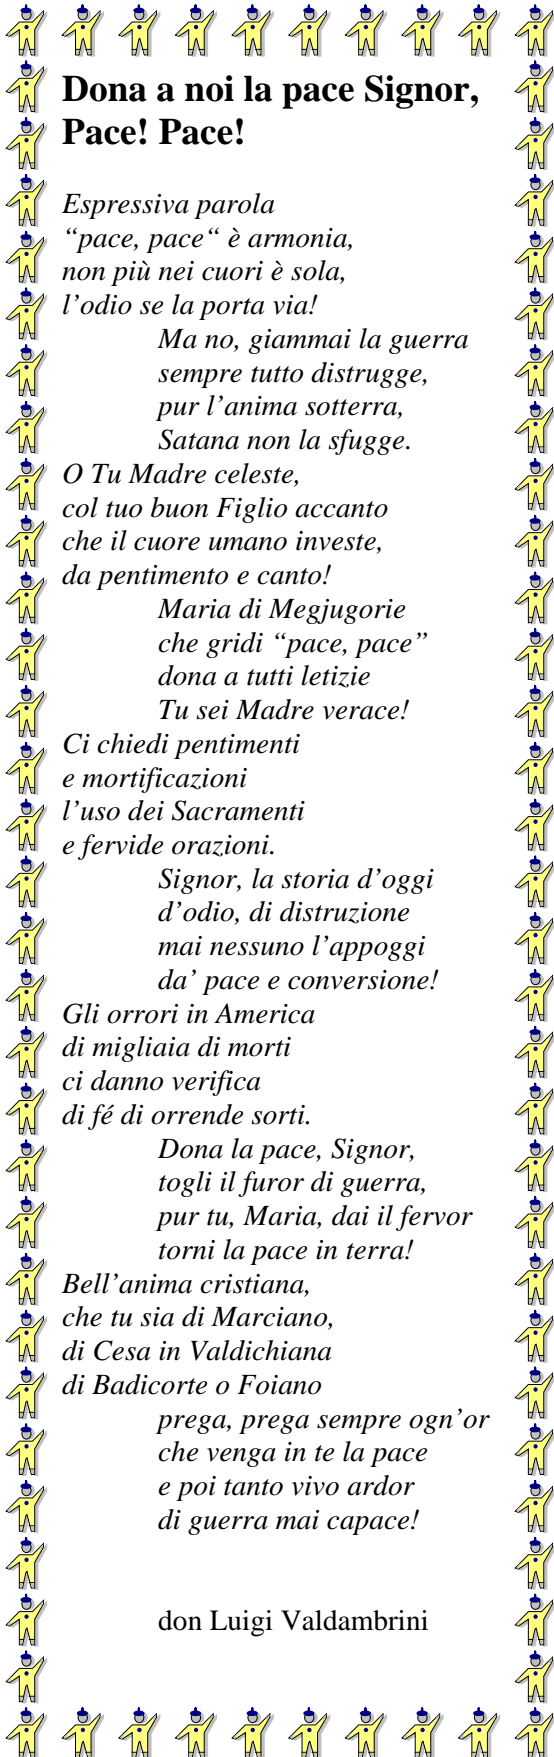 Dona a noi la pace Signor,
Pace! Pace!
Espressiva parola
“pace, pace“ è armonia,
non più nei cuori è sola,
l’odio se la porta via!
Ma no, giammai la guerra
sempre tutto distrugge,
pur l’anima sotterra,
Satana non la sfugge.
O Tu Madre celeste,
col tuo buon Figlio accanto
che il cuore umano investe,
da pentimento e canto!
Maria di Megjugorie
che gridi “pace, pace”
dona a tutti letizie
Tu sei Madre verace!
Ci chiedi pentimenti
e mortificazioni
l’uso dei Sacramenti
e fervide orazioni.
Signor, la storia d’oggi
d’odio, di distruzione
mai nessuno l’appoggi
da’ pace e conversione!
Gli orrori in America
di migliaia di morti
ci danno verifica
di fé di orrende sorti.
Dona la pace, Signor,
togli il furor di guerra,
pur tu, Maria, dai il fervor
torni la pace in terra!
Bell’anima cristiana,
che tu sia di Marciano,
di Cesa in Valdichiana
di Badicorte o Foiano
prega, prega sempre ogn’or
che venga in te la pace
e poi tanto vivo ardor
di guerra mai capace!
don Luigi Valdambrini